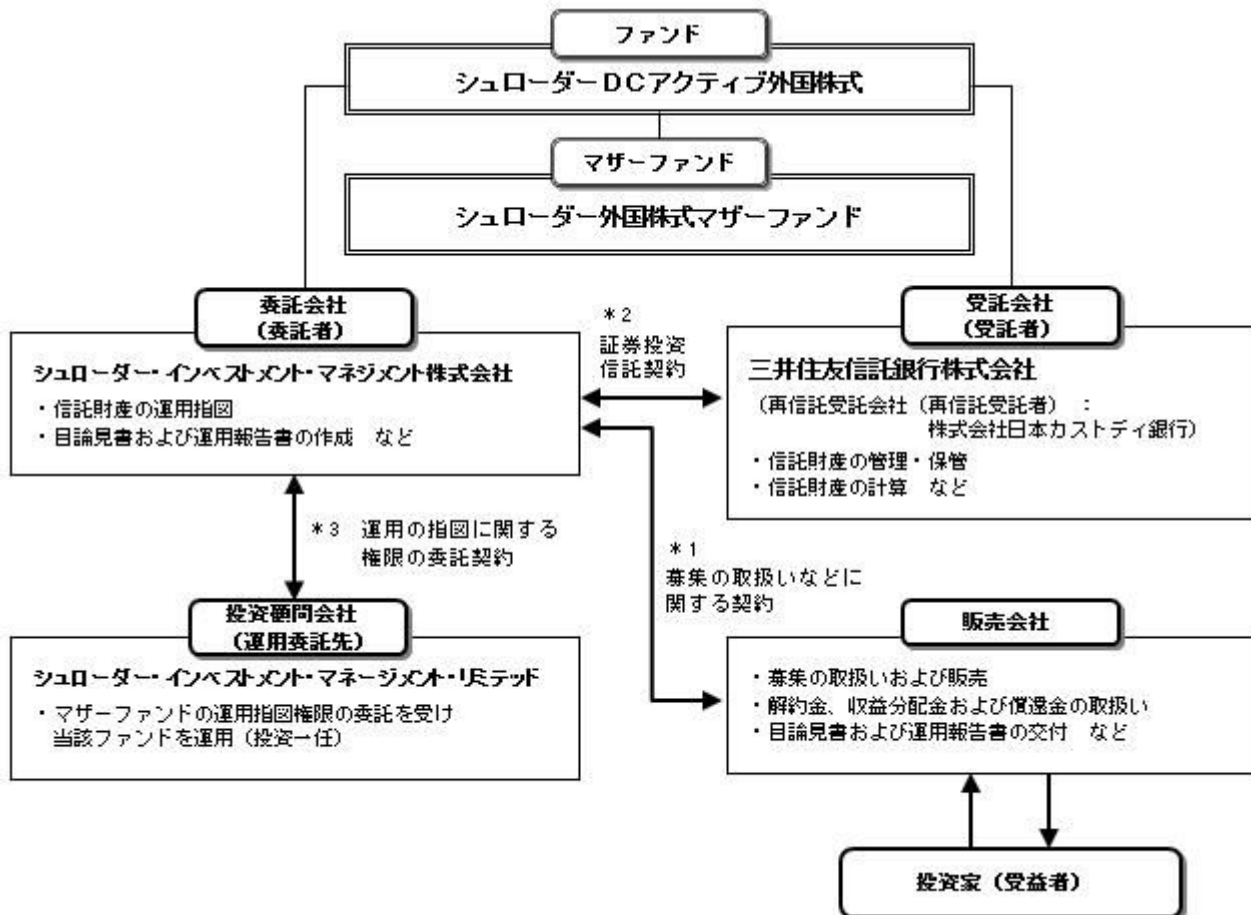 ファンド
シュローダーDCアクティブ外国株式
マザーファンド
シュローダー外国株式マザーファンド
委託会社
(委託者)
シュローダー・インベストメント・マネジメント株式会社
・信託財産の運用指図
・目論見書および運用報告書の作成 など
*2
証券投資
信託契約
受託会社
(受託者)
三井住友信託銀行株式会社
(再信託受託会社(再信託受託者):
株式会社日本カストディ銀行)
・信託財産の管理・保管
・信託財産の計算 など
*3 運用の指図に関する
権限の委託契約
*1
募集の取扱いなどに
関する契約
投資顧問会社
(運用委託先)
シュローダー・インベストメント・マネージメント・リミテッド
・マザーファンドの運用指図権限の委託を受け
当該ファンドを運用(投資一任)
販売会社
・募集の取扱いおよび販売
・解約金、収益分配金および償還金の取扱い
・目論見書および運用報告書の交付 など
投資家(受益者)